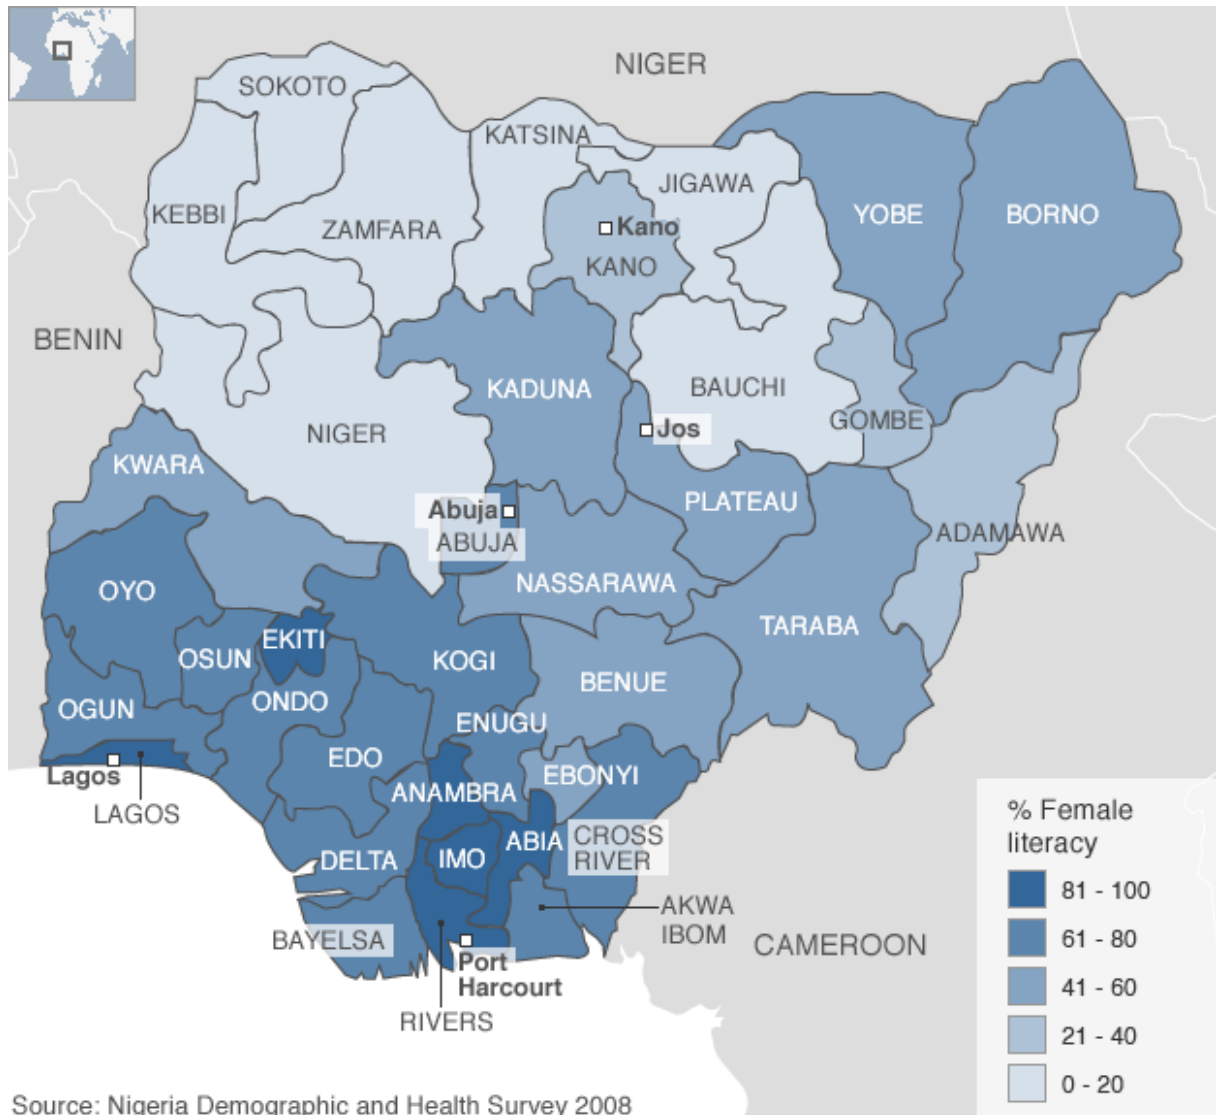 NIGER
SOKOTO
KATSINA
JIGAWA
KEBBI
ZAMFARA
YOBE
BORNO
Kano
KANO
BENIN
KADUNA
BAUCHI
GOMBE
NIGER
Jos
KWARA
PLATEAU
Abuja
ABUJA
ADAMAWA
NASSARAWA
OYO
TARABA
EKITI
OSUN
KOGI
BENUE
ONDO
OGUN
ENUGU
EDO
EBONYI
Lagos
LAGOS
ANAMBRA
ABIA
CROSS
RIVER
IMO
DELTA
AKWA
IBOM
BAYELSA
CAMEROON
Port
Harcourt
RIVERS
% Female
literacy
81 - 100
61 - 80
41 - 60
21 - 40
0 - 20
Source: Nigeria Demographic and Health Survey 2008